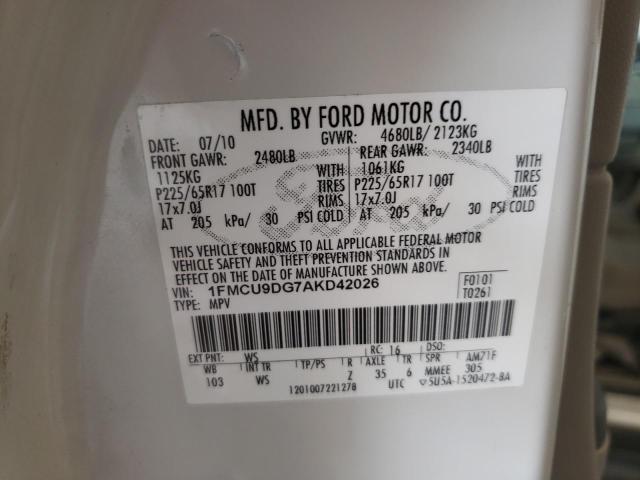 MFD. BY FORD MOTOR CO.
DATE: 07/10 GVWR: 4680LB/ 2123KG
FRONT GAWR: 2480LB REAR GAWR: 2340LB
1125KG WITH 1061KG WITH
P225/65R17 100T TIRES P225/65R17 100T TIRES
17x7.0J RIMS 17x7.0J RIMS
AT 205 kPa/ 30 PSI COLD AT 205 kPa/ 30 PSI COLD
THIS VEHICLE CONFORMS TO ALL APPLICABLE FEDERAL MOTOR
VEHICLE SAFETY AND THEFT PREVENTION STANDARDS IN
EFFECT ON THE DATE OF MANUFACTURE SHOWN ABOVE.
VIN: 1FMCU9DG7AKD42026 F0101
TYPE: MPV T0261
EXT PNT: WS RC: 16 DSO:
WB INT TR TP/PS R AXLE TR SPR AM71F
103 WS Z 35 6 MMEE 305
1201007221278 UTC 5U5A-1520472-BA
Ford